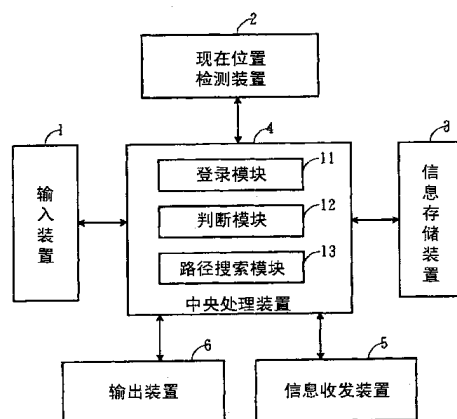 2
现在位置
检测装置
1
输入装置
4
登录模块
11
判断模块
12
路径搜索模块
13
中央处理装置
3
信息存储装置
6
输出装置
5
信息收发装置